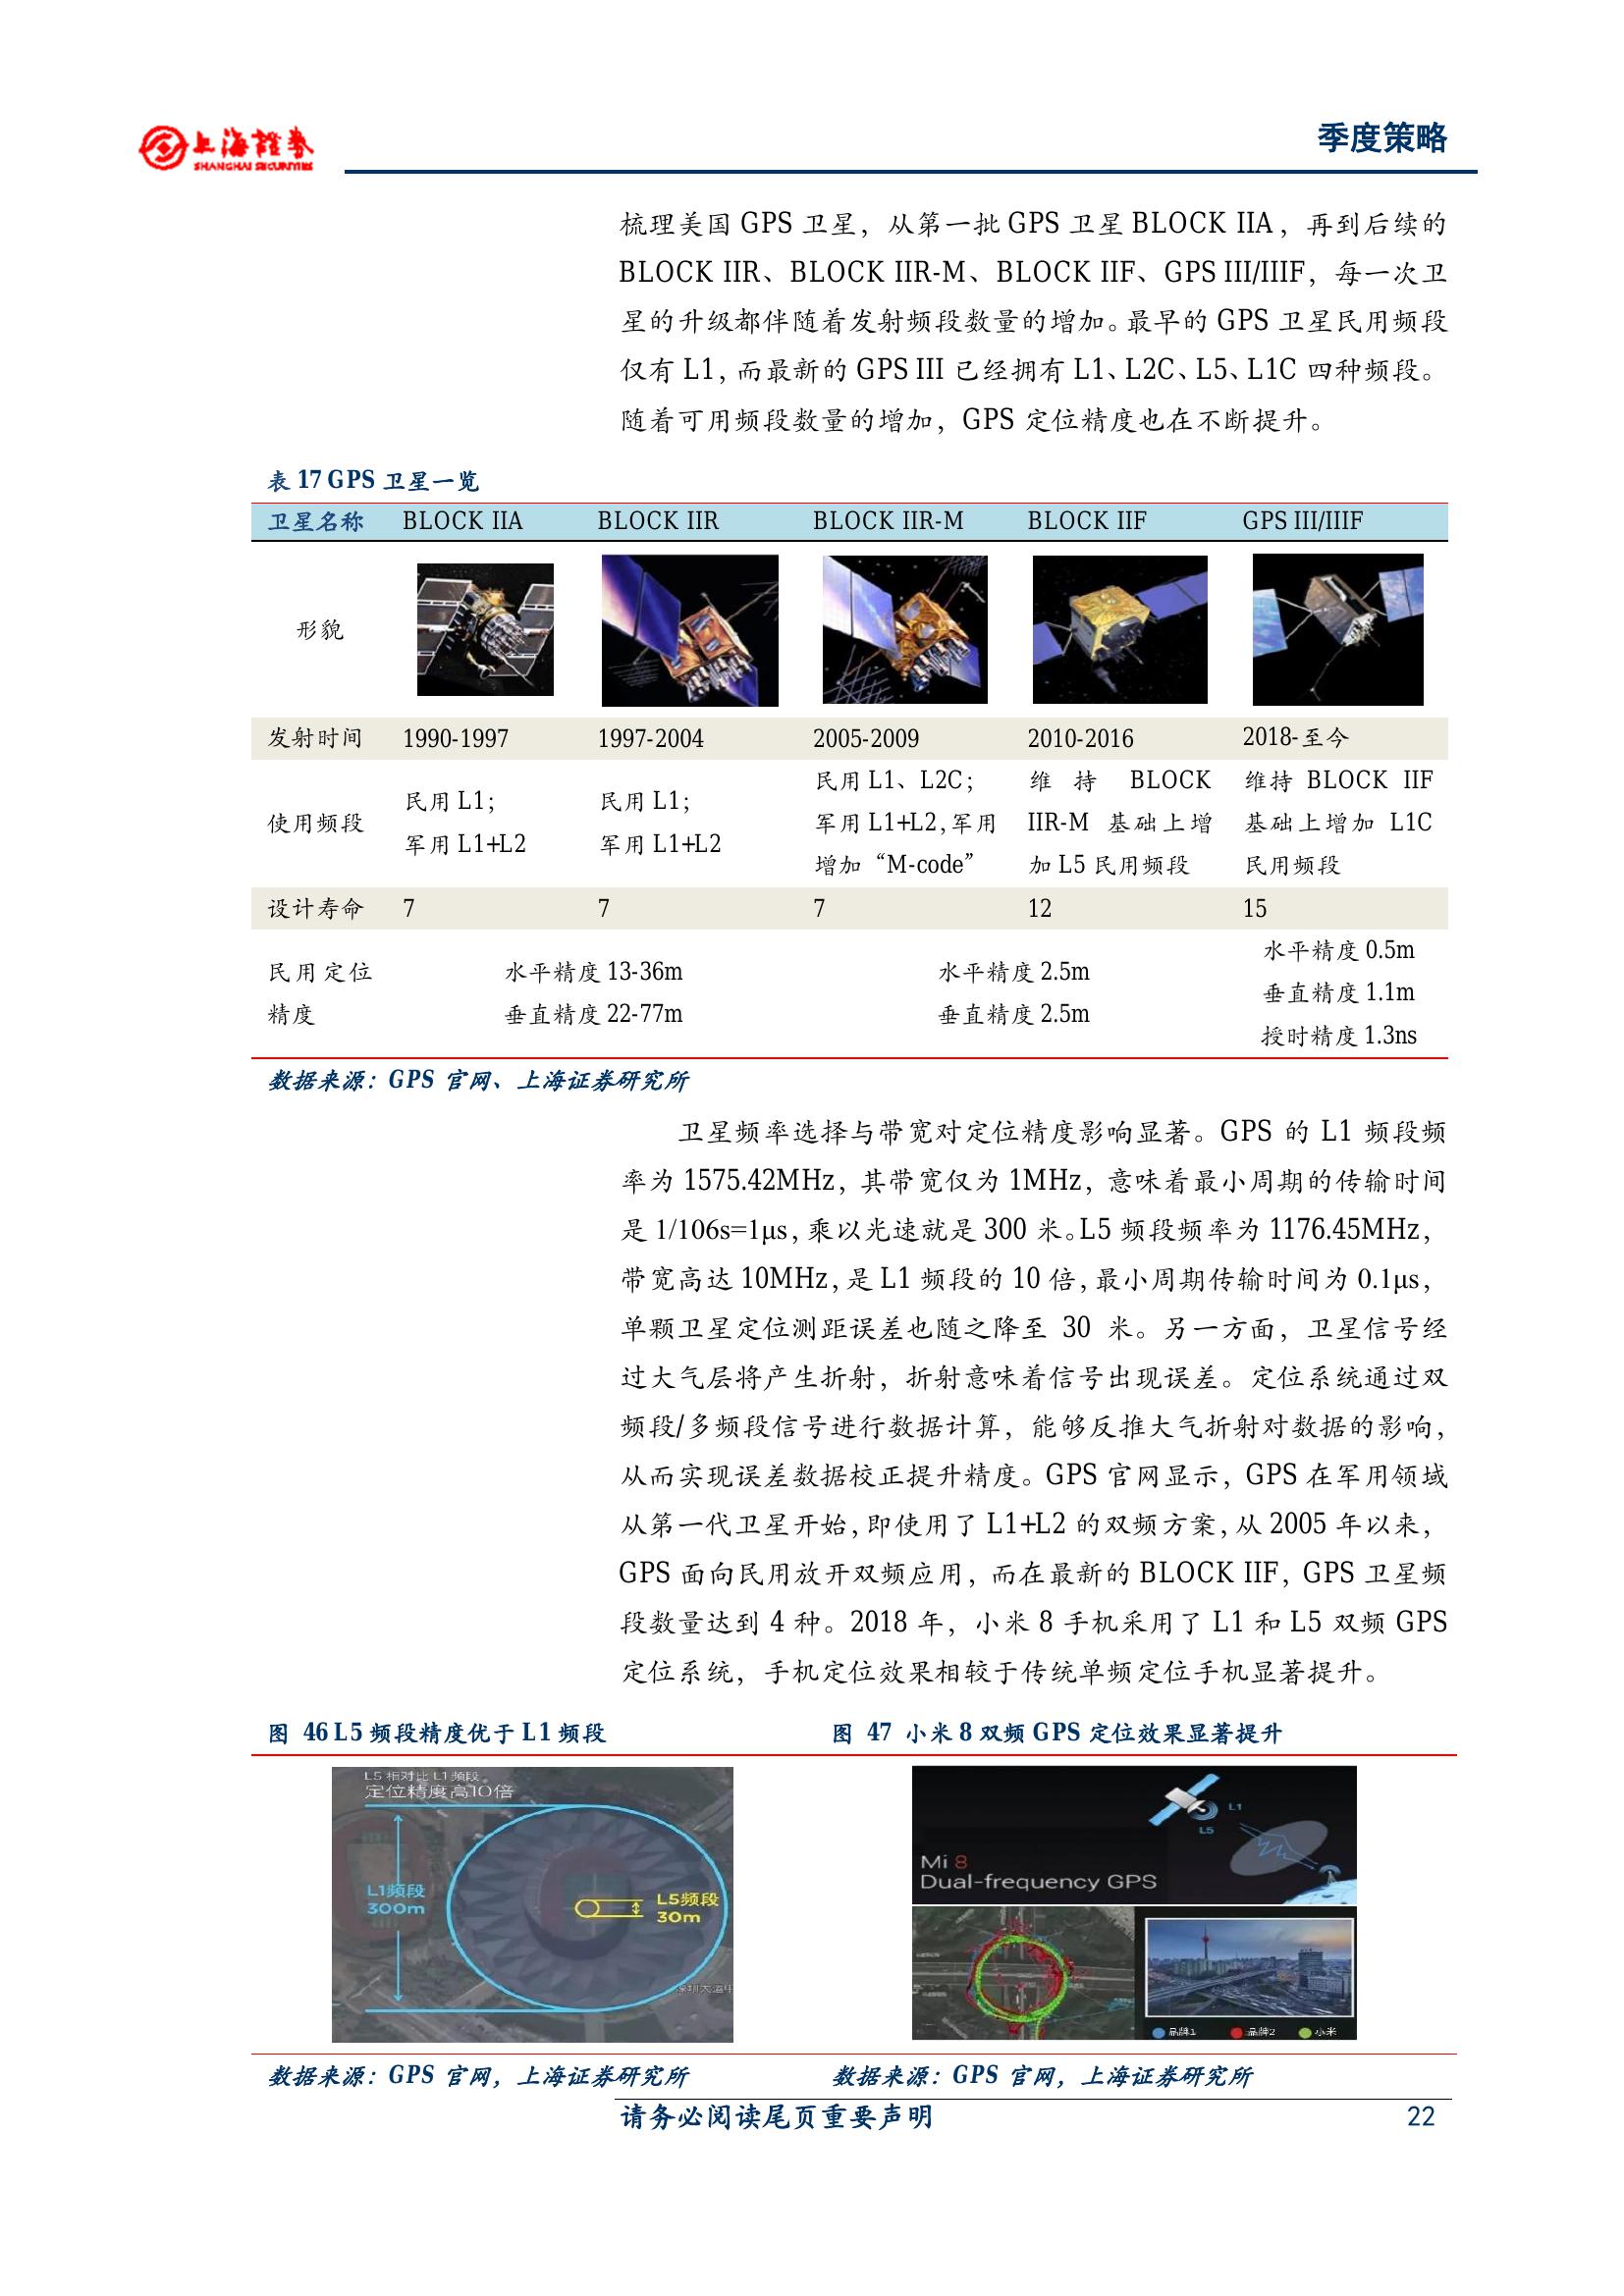 上海證券
SHANGHAI SECURITIES
季度策略
梳理美国 GPS 卫星，从第一批 GPS 卫星 BLOCK IIA，再到后续的
BLOCK IIR、BLOCK IIR-M、BLOCK IIF、GPS III/IIIF，每一次卫
星的升级都伴随着发射频段数量的增加。最早的 GPS 卫星民用频段
仅有 L1，而最新的 GPS III 已经拥有 L1、L2C、L5、L1C 四种频段。
随着可用频段数量的增加，GPS 定位精度也在不断提升。
表 17 GPS 卫星一览
卫星名称 BLOCK IIA BLOCK IIR BLOCK IIR-M BLOCK IIF GPS III/IIIF
形貌
发射时间 1990-1997 1997-2004 2005-2009 2010-2016 2018-至今
使用频段
民用 L1；
军用 L1+L2
民用 L1；
军用 L1+L2
民用 L1、L2C；
军用 L1+L2，军用
增加“M-code”
维持 BLOCK
IIR-M 基础上增
加 L5 民用频段
维持 BLOCK IIF
基础上增加 L1C
民用频段
设计寿命 7 7 7 12 15
民用定位
精度
水平精度 13-36m
垂直精度 22-77m
水平精度 2.5m
垂直精度 2.5m
水平精度 0.5m
垂直精度 1.1m
授时精度 1.3ns
数据来源：GPS 官网、上海证券研究所
卫星频率选择与带宽对定位精度影响显著。GPS 的 L1 频段频
率为 1575.42MHz，其带宽仅为 1MHz，意味着最小周期的传输时间
是 1/106s=1μs，乘以光速就是 300 米。L5 频段频率为 1176.45MHz，
带宽高达 10MHz，是 L1 频段的 10 倍，最小周期传输时间为 0.1μs，
单颗卫星定位测距误差也随之降至 30 米。另一方面，卫星信号经
过大气层将产生折射，折射意味着信号出现误差。定位系统通过双
频段/多频段信号进行数据计算，能够反推大气折射对数据的影响，
从而实现误差数据校正提升精度。GPS 官网显示，GPS 在军用领域
从第一代卫星开始，即使用了 L1+L2 的双频方案，从 2005 年以来，
GPS 面向民用放开双频应用，而在最新的 BLOCK IIF，GPS 卫星频
段数量达到 4 种。2018 年，小米 8 手机采用了 L1 和 L5 双频 GPS
定位系统，手机定位效果相较于传统单频定位手机显著提升。
图 46 L5 频段精度优于 L1 频段
L5 相对比 L1 频段
定位精度高10倍
L1频段
300m
L5频段
30m
图 47 小米 8 双频 GPS 定位效果显著提升
L1
L5
Mi 8
Dual-frequency GPS
品牌1 品牌2 小米
数据来源：GPS 官网，上海证券研究所
数据来源：GPS 官网，上海证券研究所
请务必阅读尾页重要声明
22